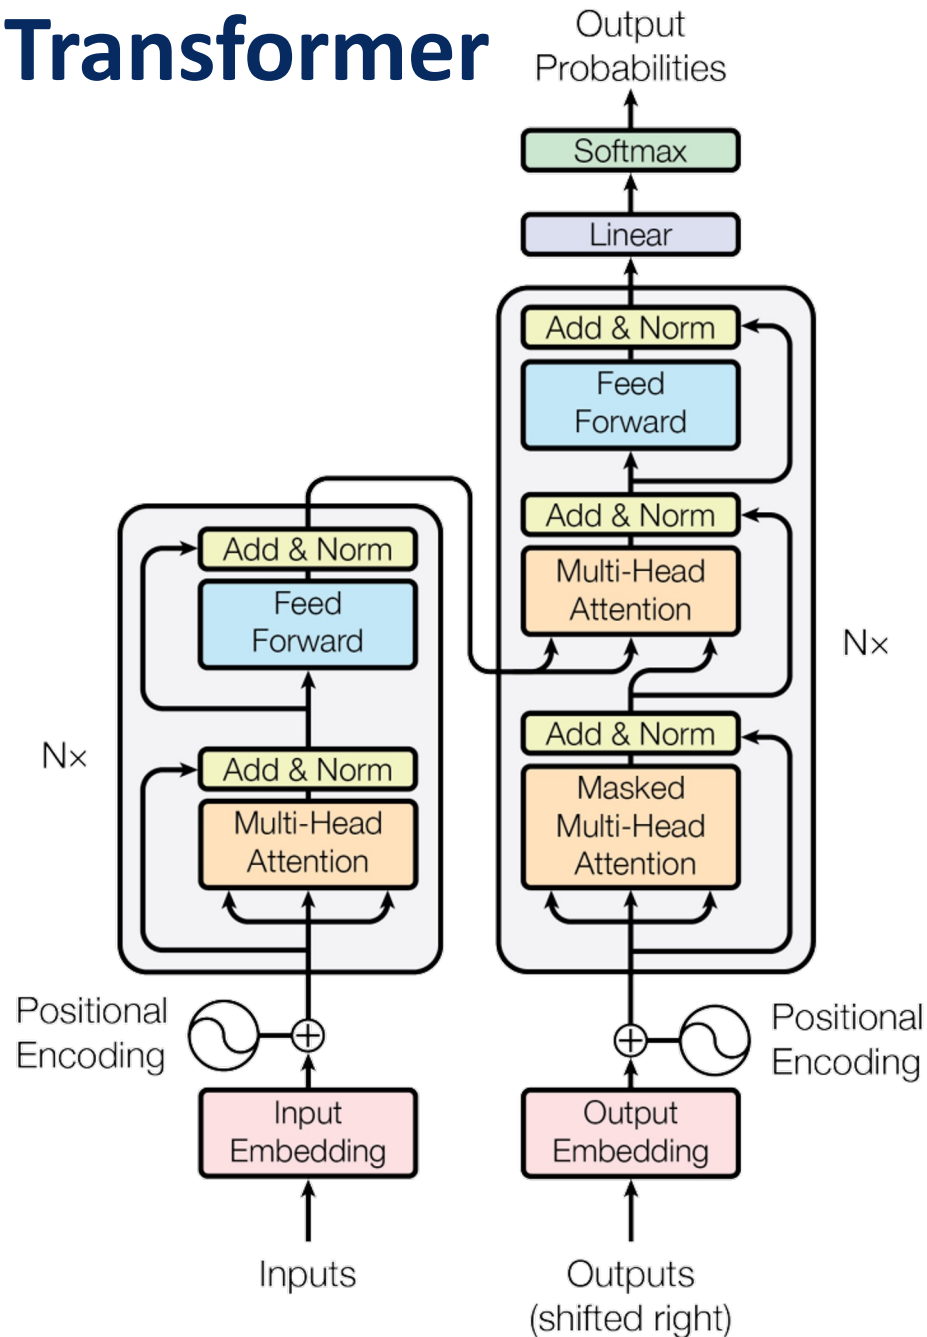 Transformer
Output
Probabilities
Softmax
Linear
Add & Norm
Feed
Forward
Add & Norm
Multi-Head
Attention
N×
Add & Norm
Masked
Multi-Head
Attention
Add & Norm
Feed
Forward
N×
Add & Norm
Multi-Head
Attention
Positional
Encoding
Positional
Encoding
Input
Embedding
Output
Embedding
Inputs
Outputs
(shifted right)